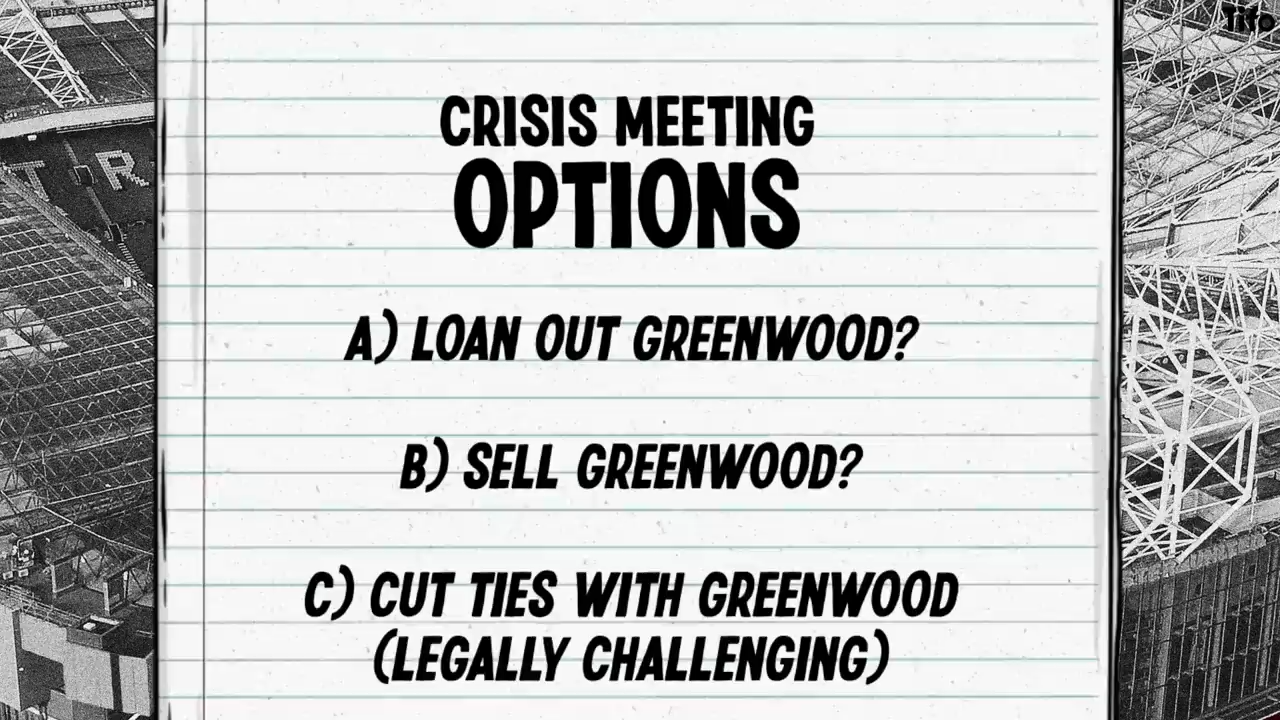 Tifo
CRISIS MEETING
OPTIONS
T R
A) LOAN OUT GREENWOOD?
B) SELL GREENWOOD?
C) CUT TIES WITH GREENWOOD
(LEGALLY CHALLENGING)